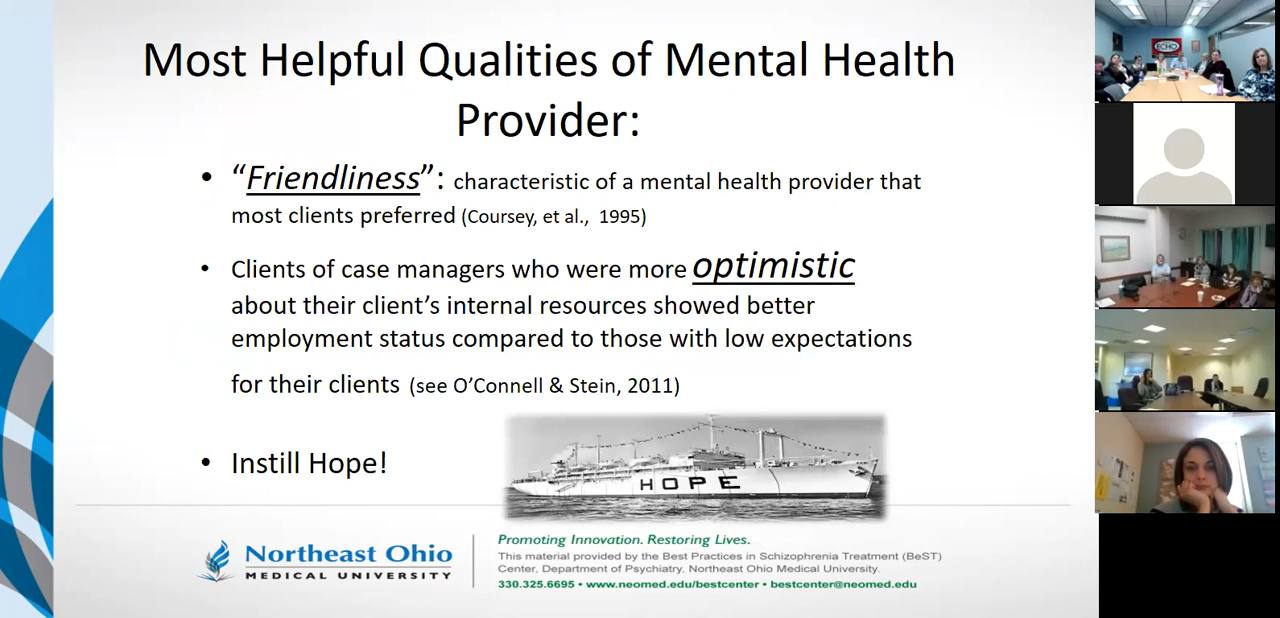 Most Helpful Qualities of Mental Health
Provider:
• “Friendliness”: characteristic of a mental health provider that
most clients preferred (Coursey, et al., 1995)
• Clients of case managers who were more optimistic
about their client’s internal resources showed better
employment status compared to those with low expectations
for their clients (see O’Connell & Stein, 2011)
• Instill Hope!
HOPE
Northeast Ohio
MEDICAL UNIVERSITY
Promoting Innovation. Restoring Lives.
This material provided by the Best Practices in Schizophrenia Treatment (BeST)
Center, Department of Psychiatry, Northeast Ohio Medical University.
330.325.6695 • www.neomed.edu/bestcenter • bestcenter@neomed.edu
ECHO